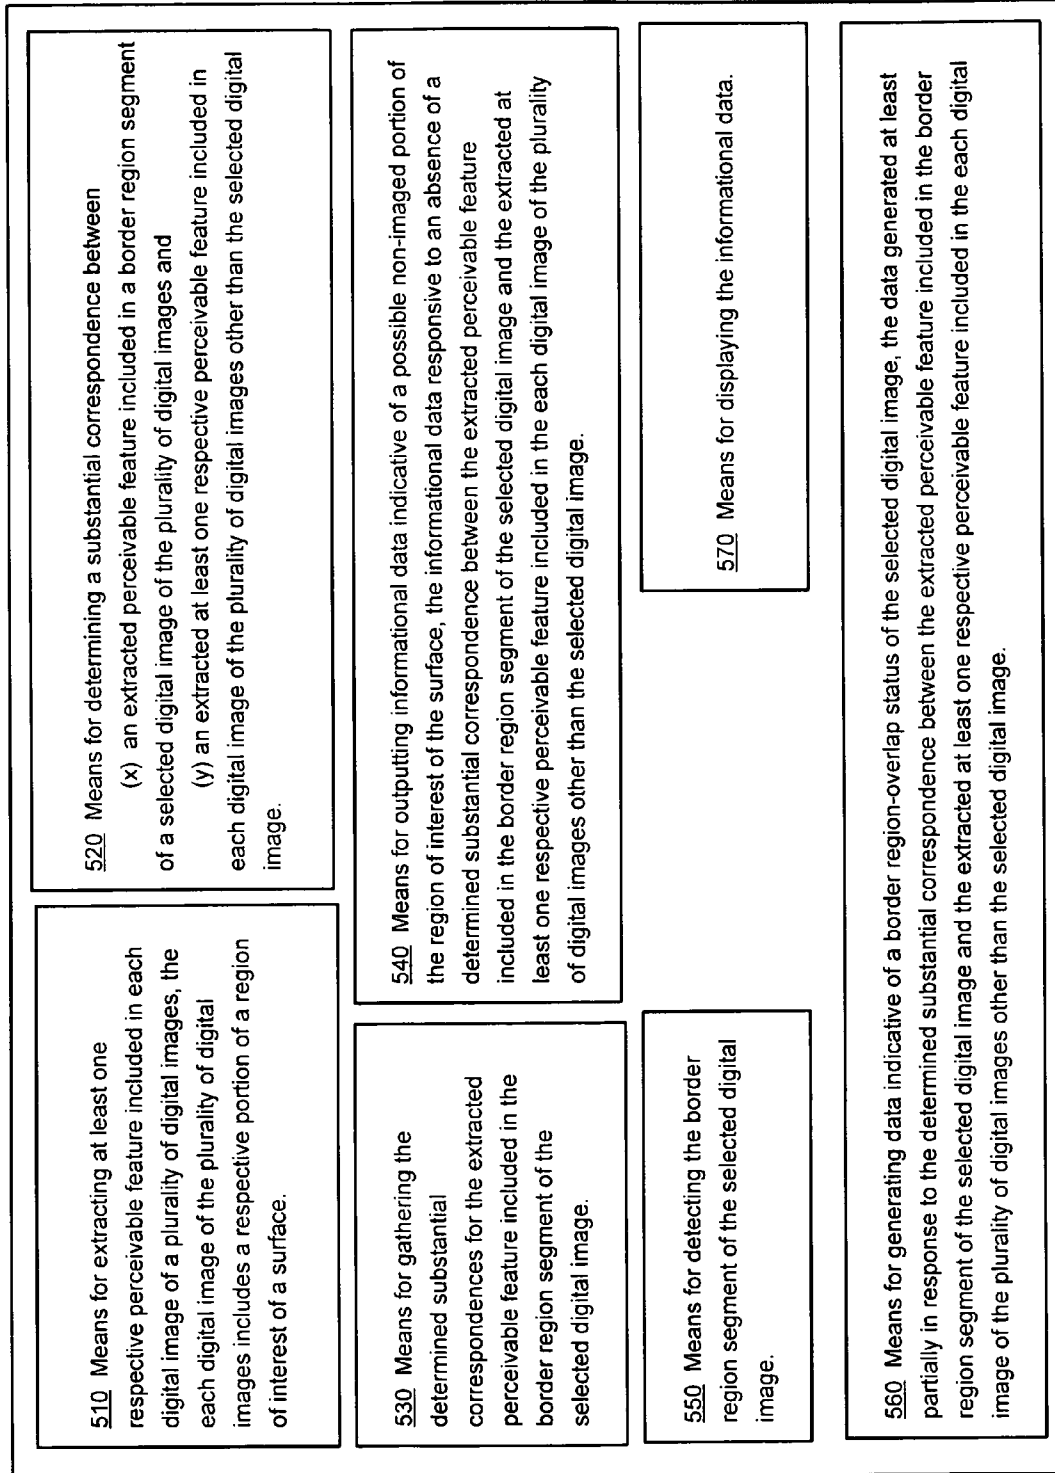 510 Means for extracting at least one
respective perceivable feature included in each
digital image of a plurality of digital images, the
each digital image of the plurality of digital
images includes a respective portion of a region
of interest of a surface.
520 Means for determining a substantial correspondence between
(x) an extracted perceivable feature included in a border region segment
of a selected digital image of the plurality of digital images and
(y) an extracted at least one respective perceivable feature included in
each digital image of the plurality of digital images other than the selected digital
image.
530 Means for gathering the
determined substantial
correspondences for the extracted
perceivable feature included in the
border region segment of the
selected digital image.
540 Means for outputting informational data indicative of a possible non-imaged portion of
the region of interest of the surface, the informational data responsive to an absence of a
determined substantial correspondence between the extracted perceivable feature
included in the border region segment of the selected digital image and the extracted at
least one respective perceivable feature included in the each digital image of the plurality
of digital images other than the selected digital image.
550 Means for detecting the border
region segment of the selected digital
image.
570 Means for displaying the informational data.
560 Means for generating data indicative of a border region-overlap status of the selected digital image, the data generated at least
partially in response to the determined substantial correspondence between the extracted perceivable feature included in the border
region segment of the selected digital image and the extracted at least one respective perceivable feature included in the each digital
image of the plurality of digital images other than the selected digital image.